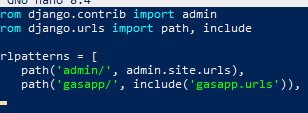 rom django.contrib import admin
rom django.urls import path, include
rlpatterns = [
    path('admin/', admin.site.urls),
    path('gasapp/', include('gasapp.urls')),